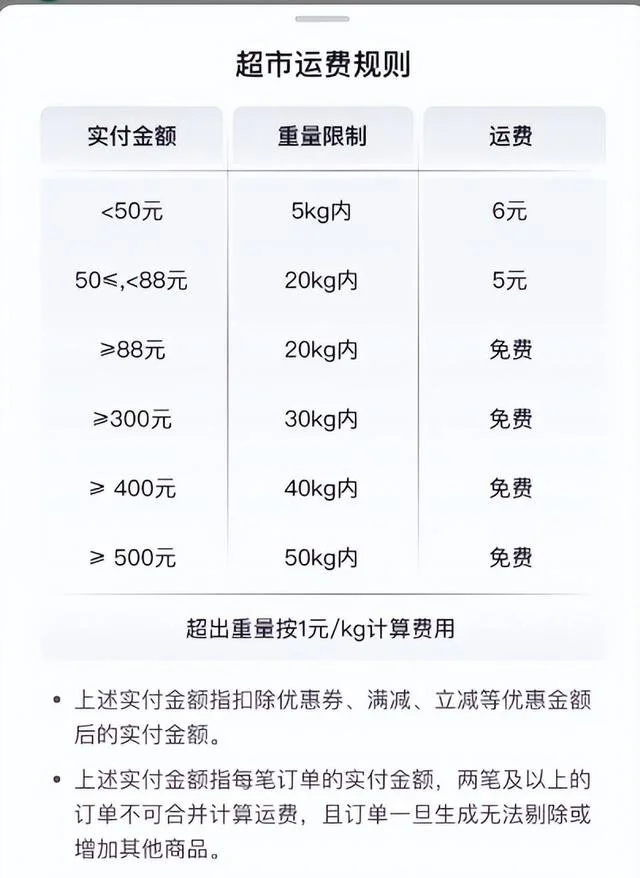 超市运费规则
实付金额 重量限制 运费
<50元 5kg内 6元
50≤,<88元 20kg内 5元
≥88元 20kg内 免费
≥300元 30kg内 免费
≥ 400元 40kg内 免费
≥ 500元 50kg内 免费
超出重量按1元/kg计算费用
• 上述实付金额指扣除优惠券、满减、立减等优惠金额
后的实付金额。
• 上述实付金额指每笔订单的实付金额，两笔及以上的
订单不可合并计算运费，且订单一旦生成无法剔除或
增加其他商品。